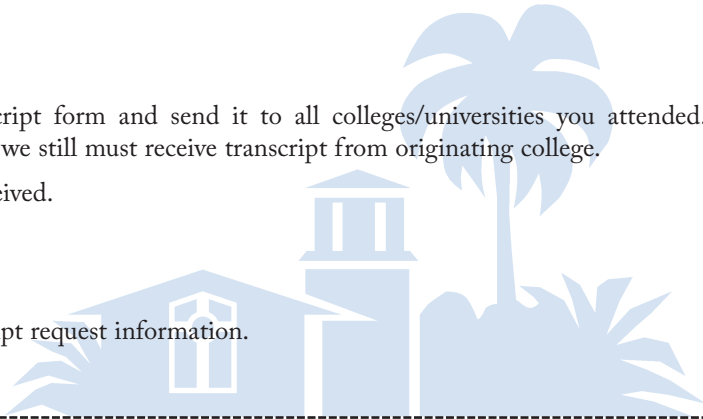 cript form and send it to all colleges/universities you attended.
we still must receive transcript from originating college.
eived.
pt request information.